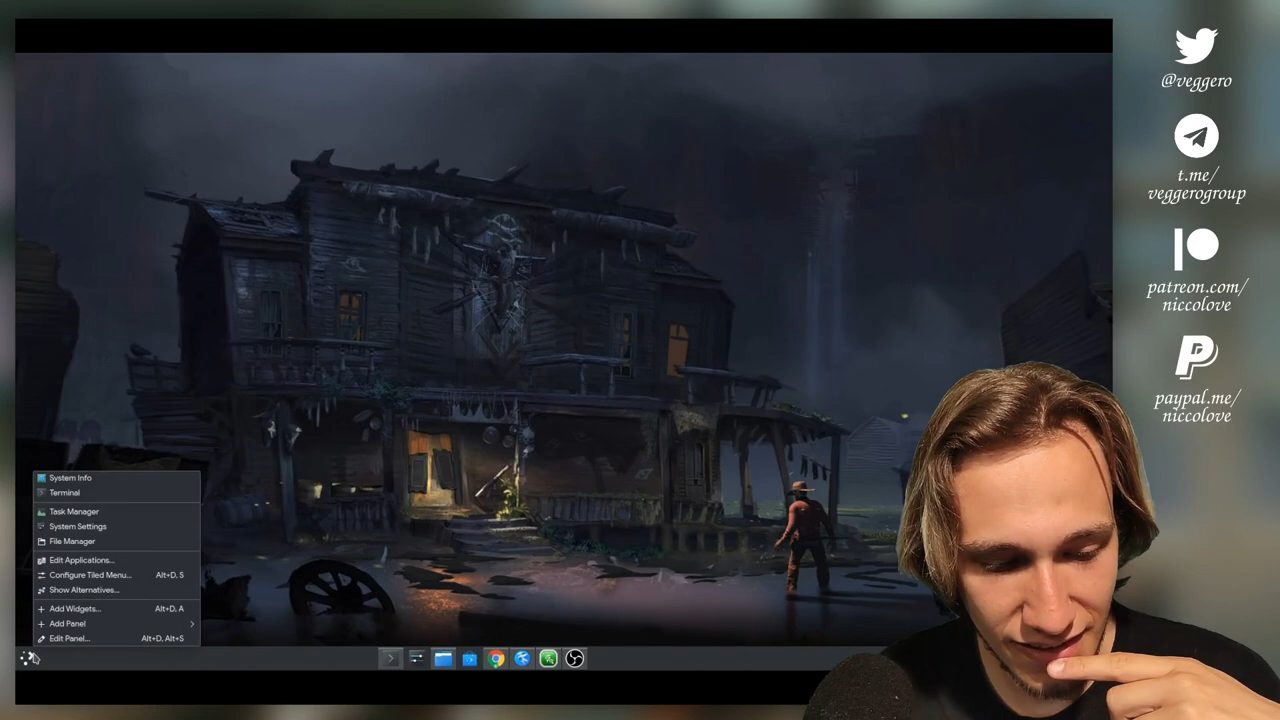 @veggero
t.me/
veggerogroup
patreon.com/
niccolove
paypal.me/
niccolove
System Info
Terminal
Task Manager
System Settings
File Manager
Edit Applications...
Configure Tiled Menu... Alt+D, S
Show Alternatives...
Add Widgets... Alt+D, A
Add Panel
Edit Panel... Alt+D, Alt+S